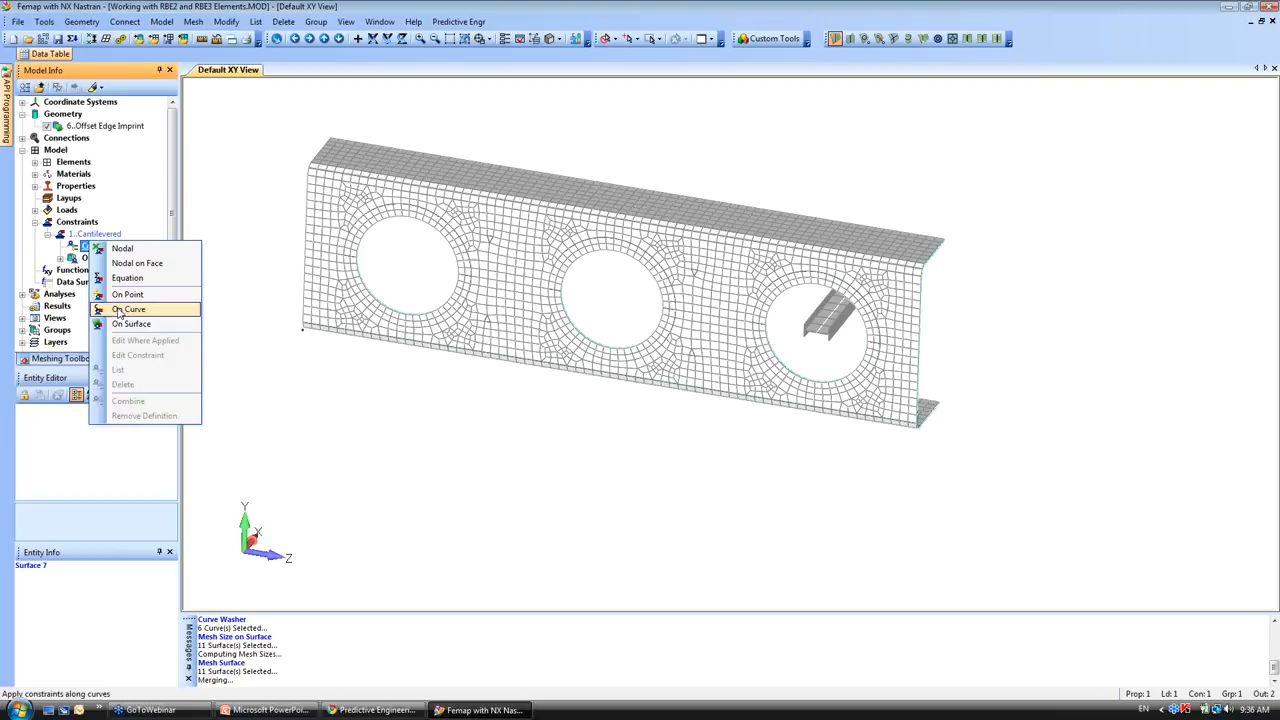 Femap with NX Nastran - [Working with RBE2 and RBE3 Elements.MOD] - [Default XY View]
File Tools Geometry Connect Model Mesh Modify List Delete Group View Window Help Predictive Engr
Custom Tools
Data Table
Model Info
Default XY View
API Programming
Coordinate Systems
Geometry
6..Offset Edge Imprint
Connections
Model
Elements
Materials
Properties
Layups
Loads
Constraints
1..Cantilevered
Nodal
Nodal on Face
Equation
On Point
On Curve
On Surface
Edit Where Applied
Edit Constraint
List
Delete
Combine
Remove Definition
Analyses
Results
Views
Groups
Layers
Entity Editor
Entity Info
Surface 7
Y
X
Z
Messages
Curve Washer
6 Curve(s) Selected...
Mesh Size on Surface
11 Surface(s) Selected...
Computing Mesh Sizes...
Mesh Surface
11 Surface(s) Selected...
Merging...
Apply constraints along curves
Prop: 1 Ld: 1 Con: 1 Grp: 1 Out: 2
GoToWebinar
Microsoft PowerPo...
Predictive Engineer...
Femap with NX Nas...
EN
9:36 AM